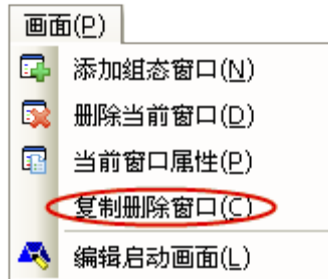 画面(P)
添加组态窗口(N)
删除当前窗口(D)
当前窗口属性(P)
复制删除窗口(C)
编辑启动画面(L)